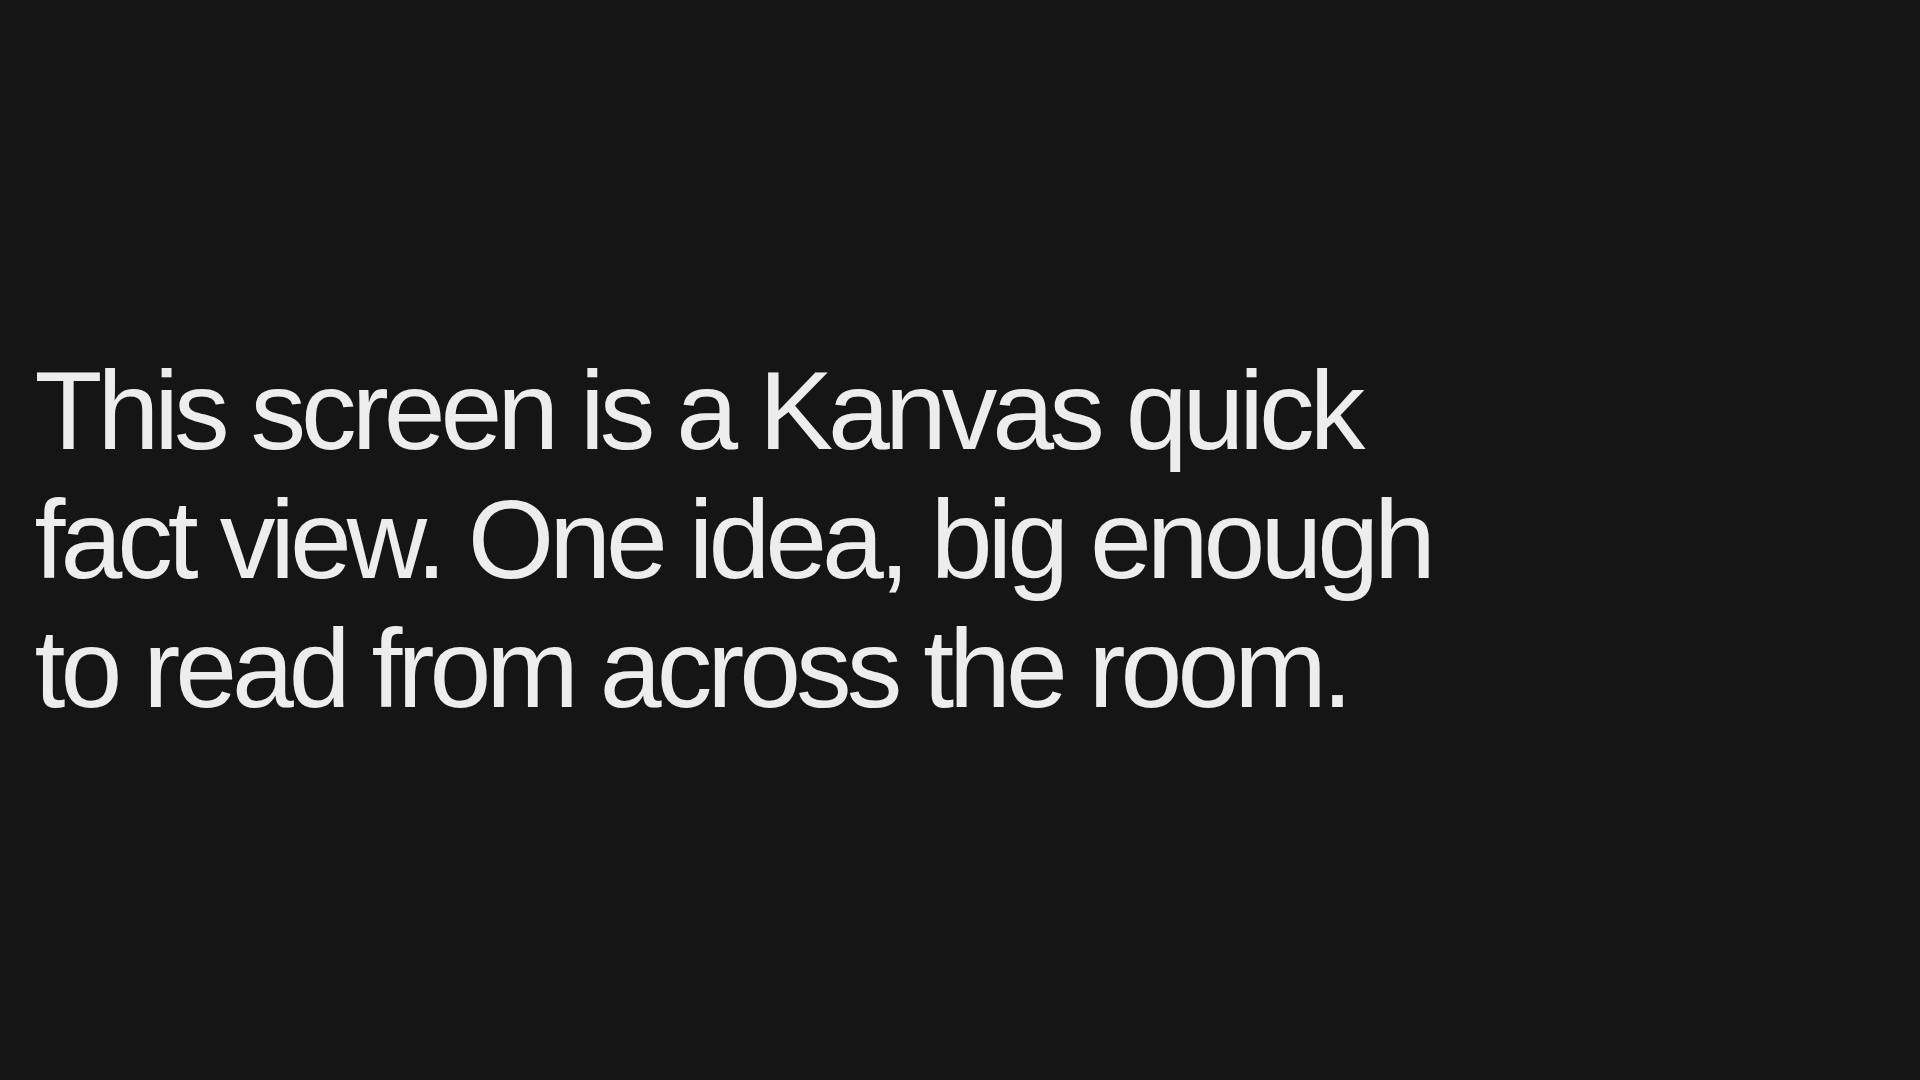 This screen is a Kanvas quick
fact view. One idea, big enough
to read from across the room.